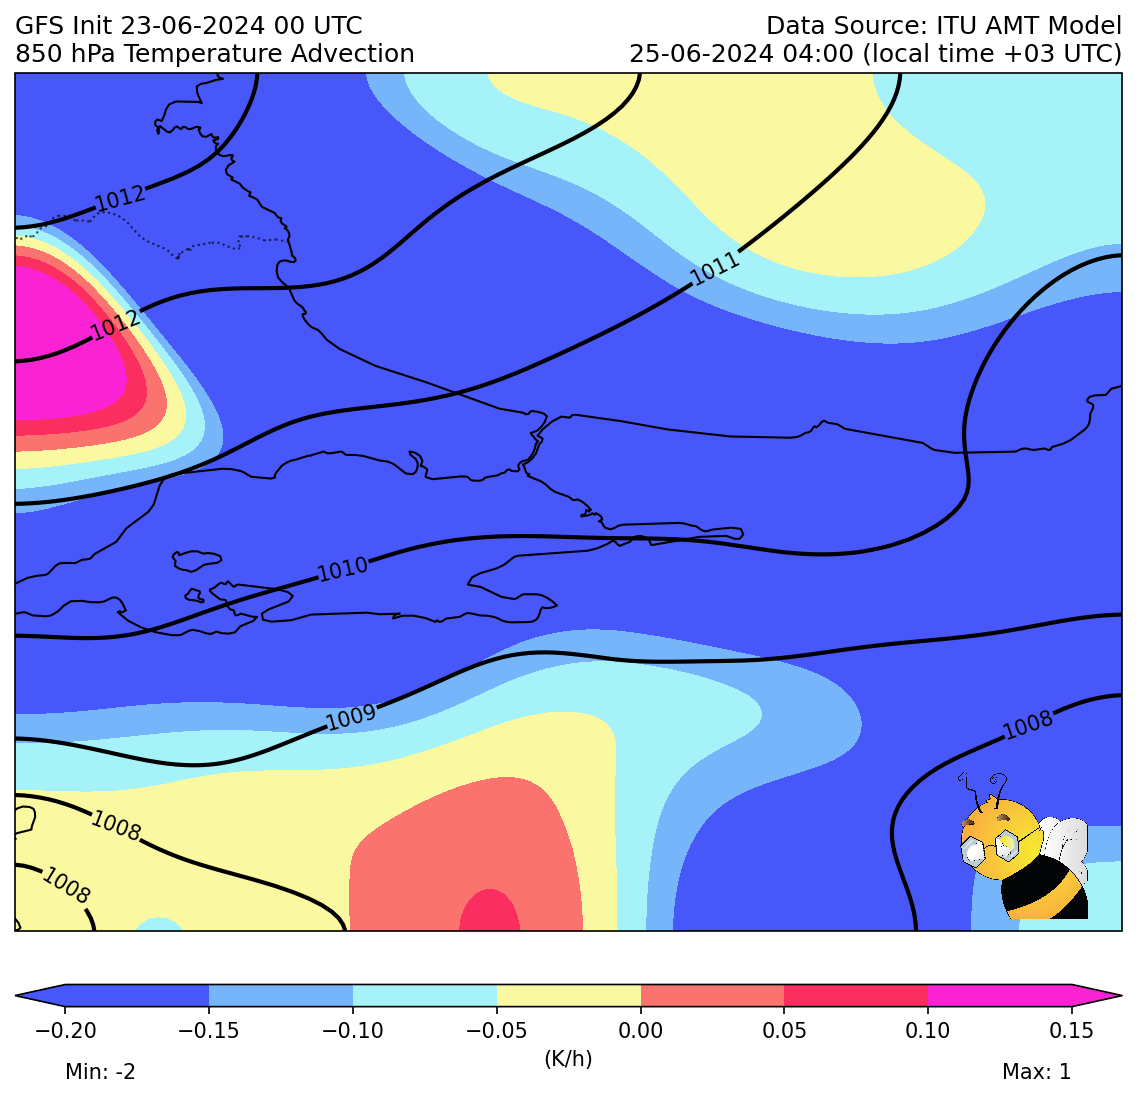 GFS Init 23-06-2024 00 UTC
Data Source: ITU AMT Model
850 hPa Temperature Advection
25-06-2024 04:00 (local time +03 UTC)
1012
1011
1012
1010
1009
1008
1008
1008
−0.20 −0.15 −0.10 −0.05 0.00 0.05 0.10 0.15
(K/h)
Min: -2
Max: 1